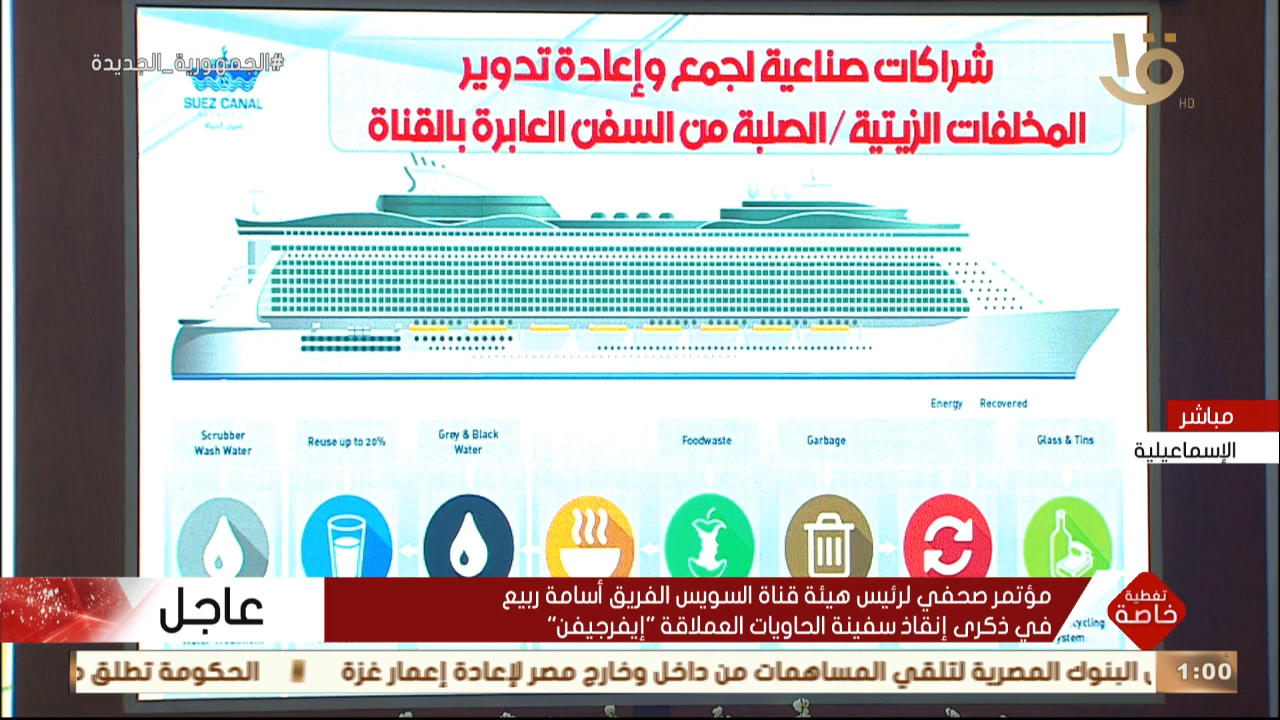 #الجمهورية_الجديدة
HD
SUEZ CANAL
شراكات صناعية لجمع وإعادة تدوير
المخلفات الزيتية /الصلبة من السفن العابرة بالقناة
Energy Recovered
Scrubber
Wash Water
Reuse up to 20%
Grey & Black
Water
Foodwaste
Garbage
Glass & Tins
مباشر
الإسماعيلية
عاجل
مؤتمر صحفي لرئيس هيئة قناة السويس الفريق أسامة ربيع
في ذكرى إنقاذ سفينة الحاويات العملاقة "إيفرجيفن"
تغطية
خاصة
1:00
البنوك المصرية لتلقي المساهمات من داخل وخارج مصر لإعادة إعمار غزة
الحكومة تطلق